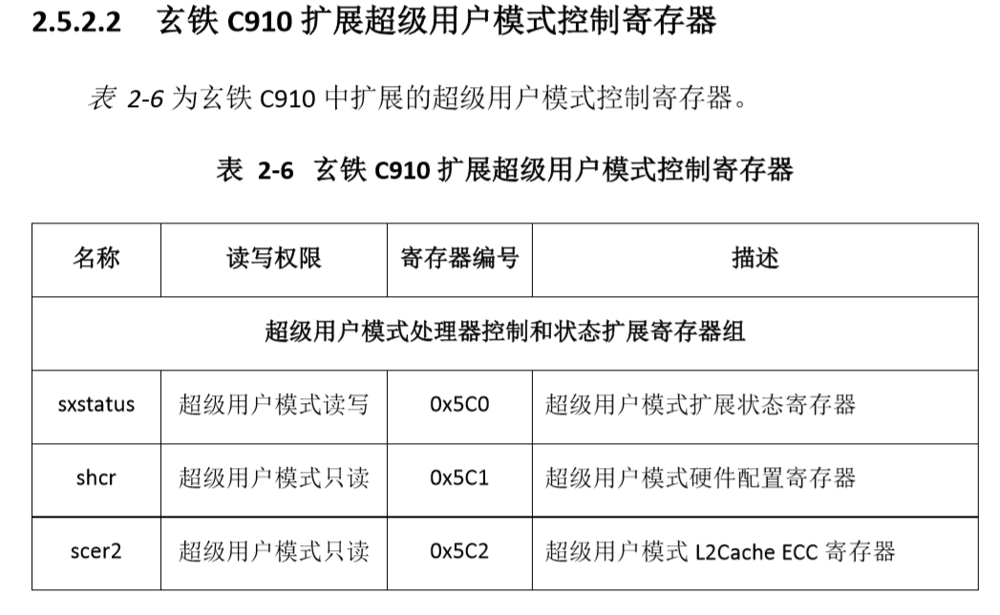 2.5.2.2 玄铁 C910 扩展超级用户模式控制寄存器
表 2-6 为玄铁 C910 中扩展的超级用户模式控制寄存器。
表 2-6 玄铁 C910 扩展超级用户模式控制寄存器
名称 读写权限 寄存器编号 描述
超级用户模式处理器控制和状态扩展寄存器组
sxstatus 超级用户模式读写 0x5C0 超级用户模式扩展状态寄存器
shcr 超级用户模式只读 0x5C1 超级用户模式硬件配置寄存器
scer2 超级用户模式只读 0x5C2 超级用户模式 L2Cache ECC 寄存器